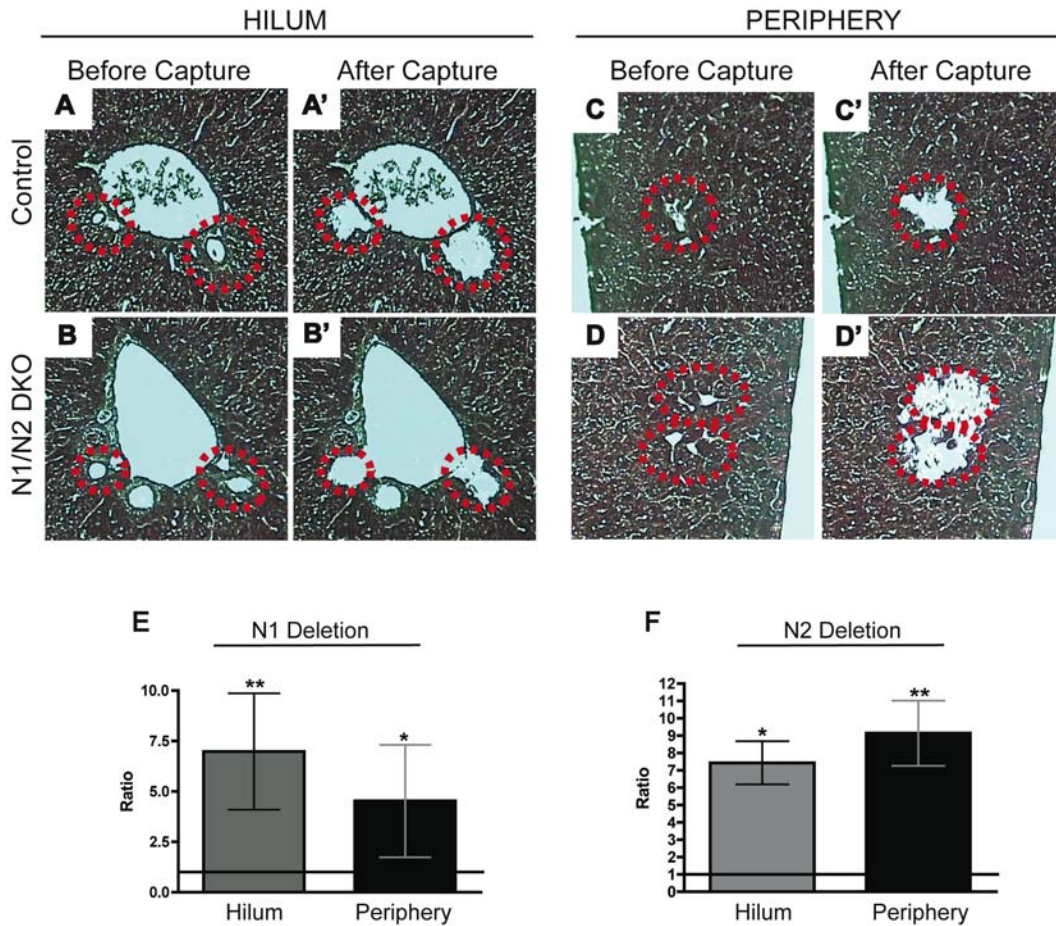 HILUM
PERIPHERY
Before Capture
After Capture
Before Capture
After Capture
Control
A
A'
C
C'
N1/N2 DKO
B
B'
D
D'
E
N1 Deletion
Ratio
10.0
7.5
5.0
2.5
0.0
**
*
Hilum
Periphery
F
N2 Deletion
Ratio
12
11
10
9
8
7
6
5
4
3
2
1
0
*
**
Hilum
Periphery